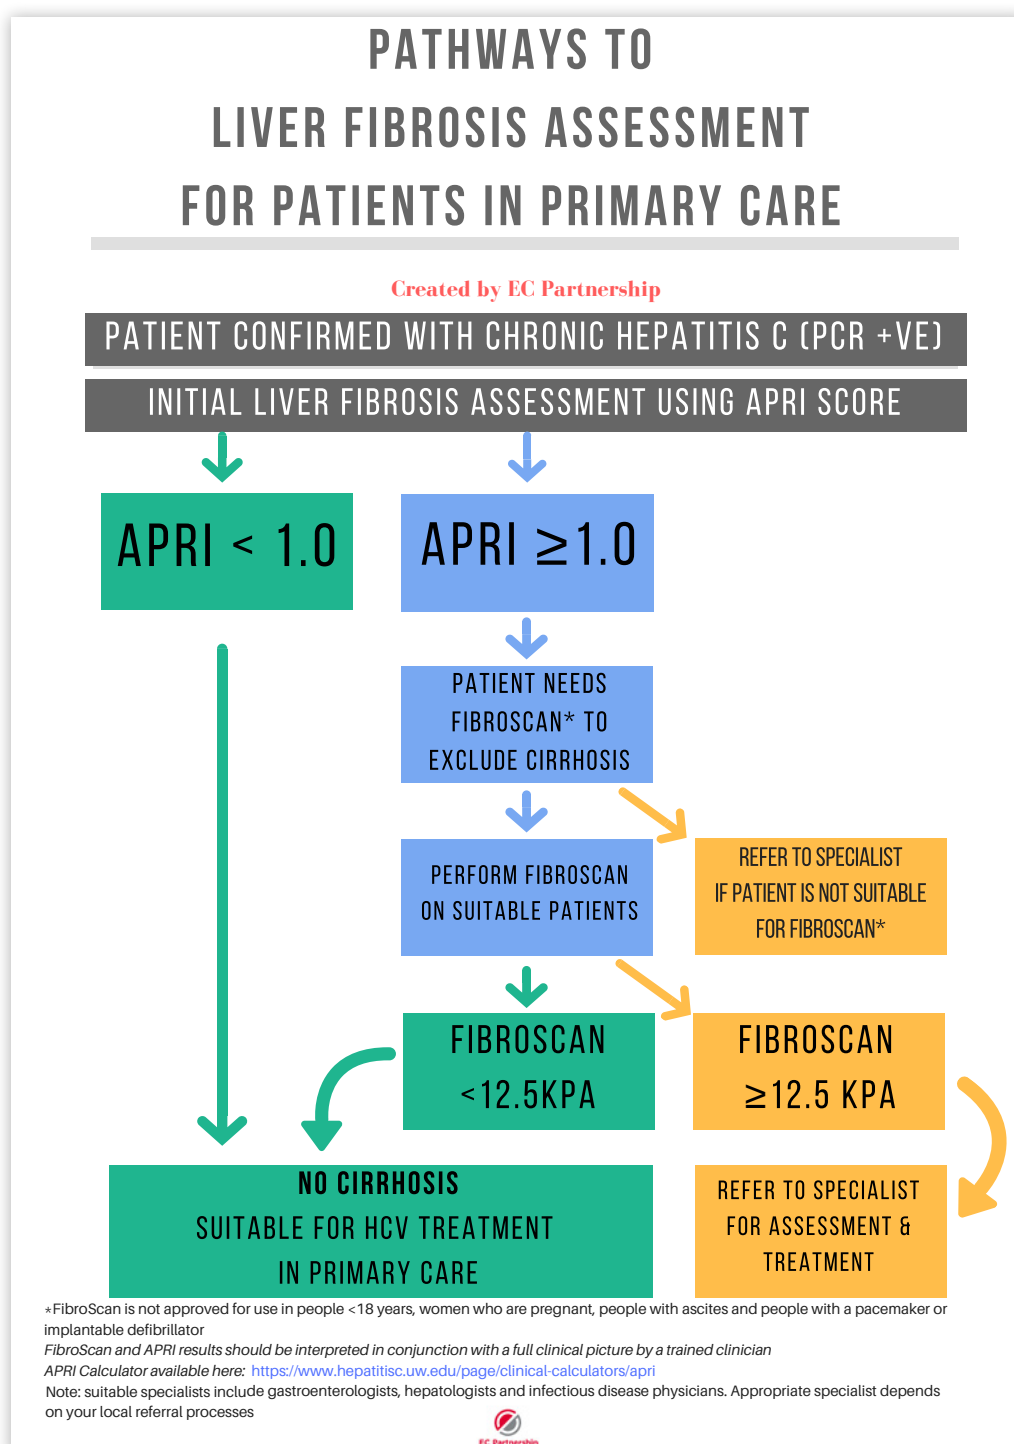 PATHWAYS TO
LIVER FIBROSIS ASSESSMENT
FOR PATIENTS IN PRIMARY CARE
Created by EC Partnership
PATIENT CONFIRMED WITH CHRONIC HEPATITIS C (PCR +VE)
INITIAL LIVER FIBROSIS ASSESSMENT USING APRI SCORE
APRI < 1.0
APRI ≥1.0
PATIENT NEEDS
FIBROSCAN* TO
EXCLUDE CIRRHOSIS
PERFORM FIBROSCAN
ON SUITABLE PATIENTS
REFER TO SPECIALIST
IF PATIENT IS NOT SUITABLE
FOR FIBROSCAN*
FIBROSCAN
<12.5KPA
FIBROSCAN
≥12.5 KPA
NO CIRRHOSIS
SUITABLE FOR HCV TREATMENT
IN PRIMARY CARE
REFER TO SPECIALIST
FOR ASSESSMENT &
TREATMENT
*FibroScan is not approved for use in people <18 years, women who are pregnant, people with ascites and people with a pacemaker or
implantable defibrillator
FibroScan and APRI results should be interpreted in conjunction with a full clinical picture by a trained clinician
APRI Calculator available here: https://www.hepatitisc.uw.edu/page/clinical-calculators/apri
Note: suitable specialists include gastroenterologists, hepatologists and infectious disease physicians. Appropriate specialist depends
on your local referral processes
EC Partnership